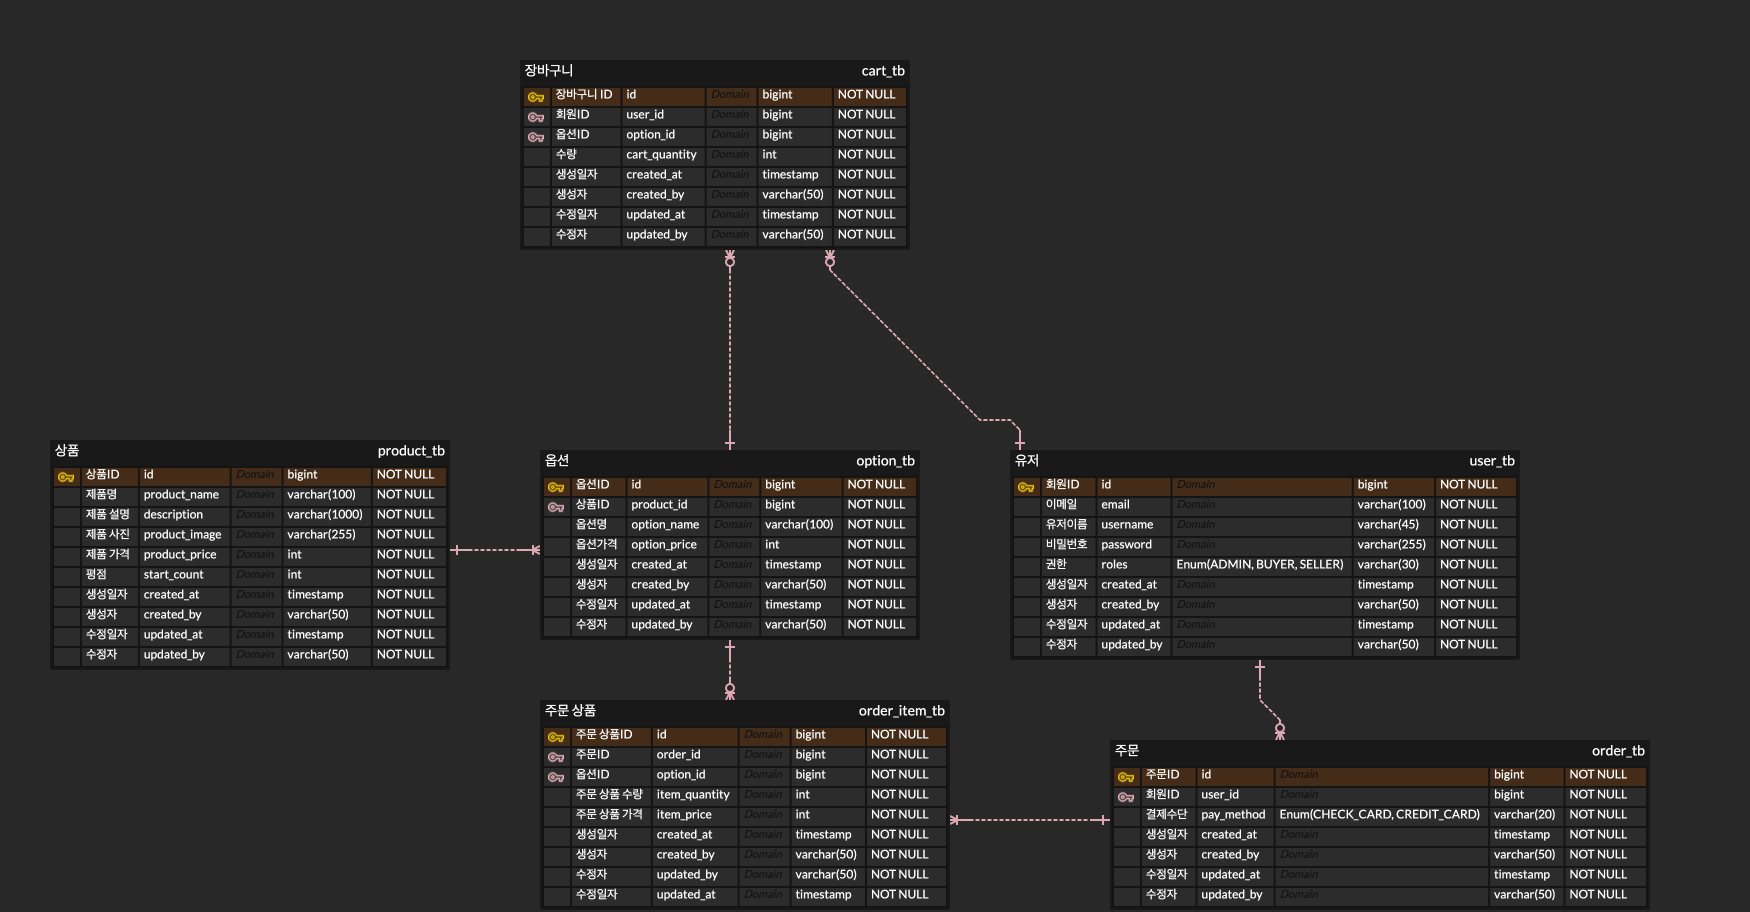 장바구니 cart_tb
장바구니 ID id Domain bigint NOT NULL
회원ID user_id Domain bigint NOT NULL
옵션ID option_id Domain bigint NOT NULL
수량 cart_quantity Domain int NOT NULL
생성일자 created_at Domain timestamp NOT NULL
생성자 created_by Domain varchar(50) NOT NULL
수정일자 updated_at Domain timestamp NOT NULL
수정자 updated_by Domain varchar(50) NOT NULL
상품 product_tb
상품ID id Domain bigint NOT NULL
제품명 product_name Domain varchar(100) NOT NULL
제품 설명 description Domain varchar(1000) NOT NULL
제품 사진 product_image Domain varchar(255) NOT NULL
제품 가격 product_price Domain int NOT NULL
평점 start_count Domain int NOT NULL
생성일자 created_at Domain timestamp NOT NULL
생성자 created_by Domain varchar(50) NOT NULL
수정일자 updated_at Domain timestamp NOT NULL
수정자 updated_by Domain varchar(50) NOT NULL
옵션 option_tb
옵션ID id Domain bigint NOT NULL
상품ID product_id Domain bigint NOT NULL
옵션명 option_name Domain varchar(100) NOT NULL
옵션가격 option_price Domain int NOT NULL
생성일자 created_at Domain timestamp NOT NULL
생성자 created_by Domain varchar(50) NOT NULL
수정일자 updated_at Domain timestamp NOT NULL
수정자 updated_by Domain varchar(50) NOT NULL
유저 user_tb
회원ID id Domain bigint NOT NULL
이메일 email Domain varchar(100) NOT NULL
유저이름 username Domain varchar(45) NOT NULL
비밀번호 password Domain varchar(255) NOT NULL
권한 roles Enum(ADMIN, BUYER, SELLER) varchar(30) NOT NULL
생성일자 created_at Domain timestamp NOT NULL
생성자 created_by Domain varchar(50) NOT NULL
수정일자 updated_at Domain timestamp NOT NULL
수정자 updated_by Domain varchar(50) NOT NULL
주문 상품 order_item_tb
주문 상품ID id Domain bigint NOT NULL
주문ID order_id Domain bigint NOT NULL
옵션ID option_id Domain bigint NOT NULL
주문 상품 수량 item_quantity Domain int NOT NULL
주문 상품 가격 item_price Domain int NOT NULL
생성일자 created_at Domain timestamp NOT NULL
생성자 created_by Domain varchar(50) NOT NULL
수정자 updated_by Domain varchar(50) NOT NULL
수정일자 updated_at Domain timestamp NOT NULL
주문 order_tb
주문ID id Domain bigint NOT NULL
회원ID user_id Domain bigint NOT NULL
결제수단 pay_method Enum(CHECK_CARD, CREDIT_CARD) varchar(20) NOT NULL
생성일자 created_at Domain timestamp NOT NULL
생성자 created_by Domain varchar(50) NOT NULL
수정일자 updated_at Domain timestamp NOT NULL
수정자 updated_by Domain varchar(50) NOT NULL